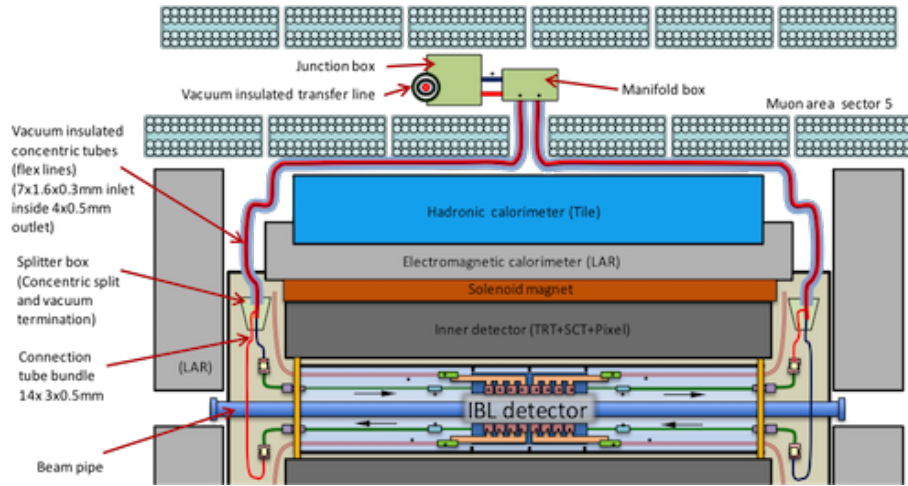 Junction box
Vacuum insulated transfer line
Manifold box
Muon area sector 5
Vacuum insulated
concentric tubes
(flex lines)
(7x1.6x0.3mm inlet
inside 4x0.5mm
outlet)
Hadronic calorimeter (Tile)
Electromagnetic calorimeter (LAR)
Splitter box
(Concentric split
and vacuum
termination)
Solenoid magnet
Inner detector (TRT+SCT+Pixel)
Connection
tube bundle
14x 3x0.5mm
(LAR)
IBL detector
Beam pipe